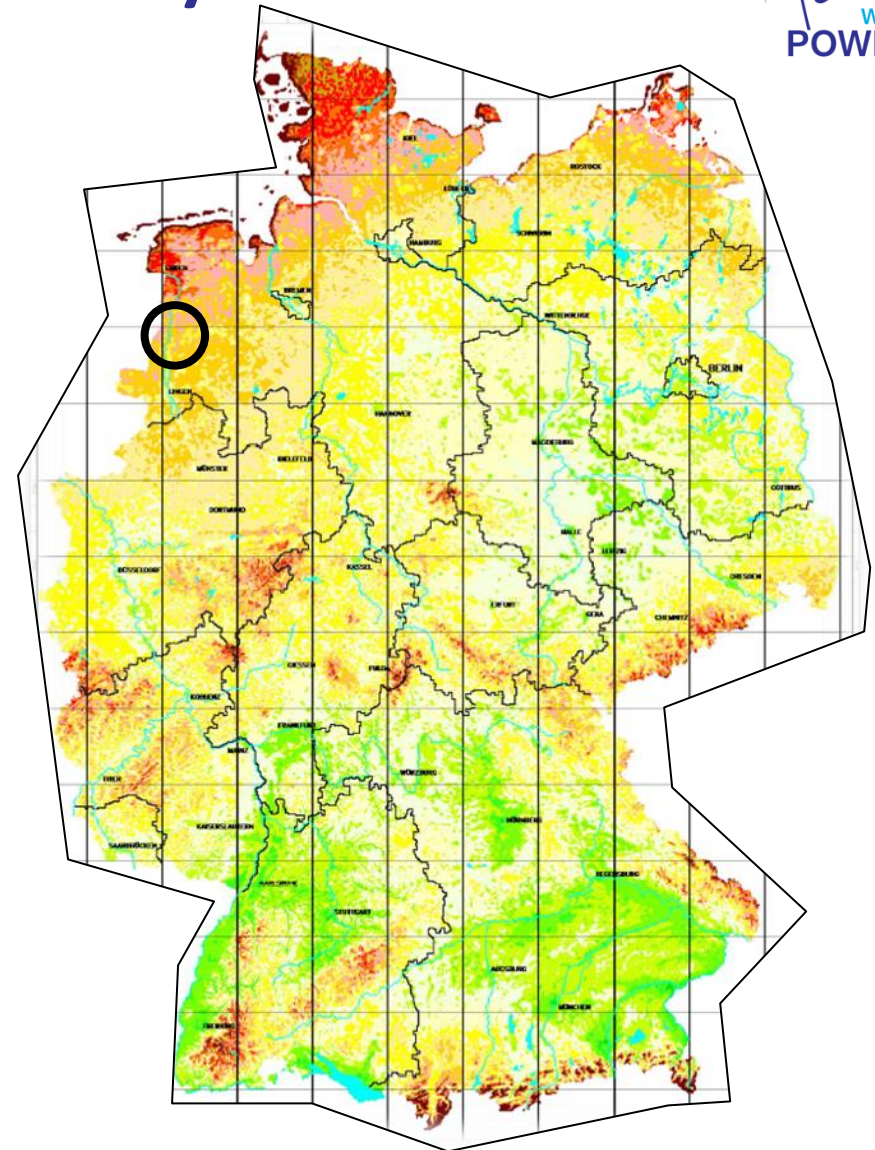 y
W
POWE
KIEL
ROSTOCK
LÜBECK
SCHWERIN
HAMBURG
EMDEN
BREMEN
WITTENBERGE
BERLIN
LINGEN
HANNOVER
MAGDEBURG
BIELEFELD
MÜNSTER
COTTBUS
DORTMUND
HALLE
LEIPZIG
DÜSSELDORF
KASSEL
DRESDEN
ERFURT
GERA
CHEMNITZ
GIESSEN
FULDA
KOBLENZ
FRANKFURT
MAINZ
WÜRZBURG
TRIER
NÜRNBERG
KAISERSLAUTERN
SAARBRÜCKEN
REGENSBURG
KARLSRUHE
STUTTGART
AUGSBURG
MÜNCHEN
FREIBURG